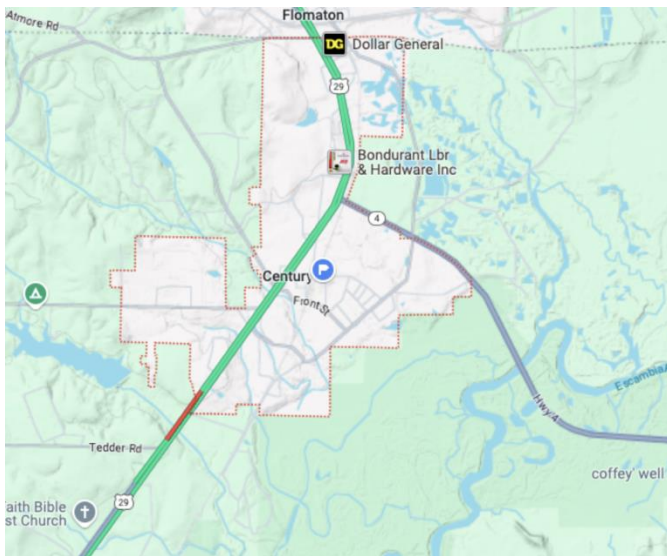 Atmore Rd
Flomaton
DG
Dollar General
29
Bondurant Lbr
& Hardware Inc
4
Century
Front St
Escambia
Hwy 4
Tedder Rd
coffey' well
29
aith Bible
st Church